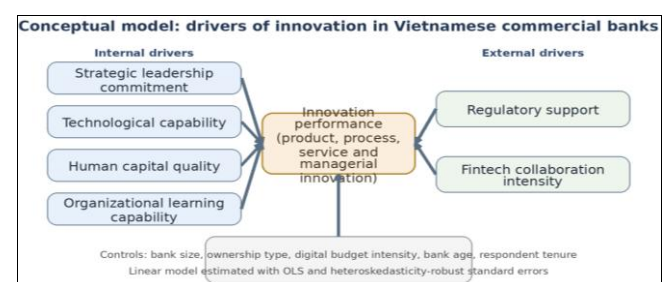 Conceptual model: drivers of innovation in Vietnamese commercial banks
Internal drivers
External drivers
Strategic leadership
commitment
Technological capability
Human capital quality
Organizational learning
capability
Innovation
performance
(product, process,
service and
managerial
innovation)
Regulatory support
Fintech collaboration
intensity
Controls: bank size, ownership type, digital budget intensity, bank age, respondent tenure
Linear model estimated with OLS and heteroskedasticity-robust standard errors